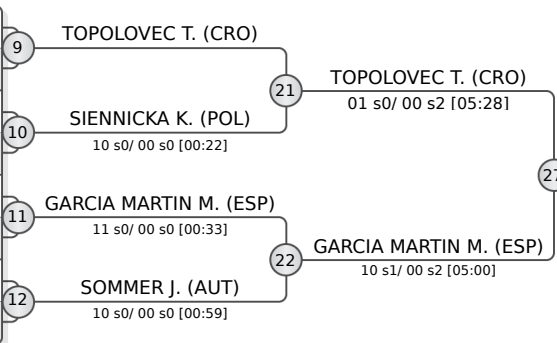 9
TOPOLOVEC T. (CRO)
21
TOPOLOVEC T. (CRO)
01 s0/ 00 s2 [05:28]
10
SIENNICKA K. (POL)
10 s0/ 00 s0 [00:22]
27
11
GARCIA MARTIN M. (ESP)
11 s0/ 00 s0 [00:33]
22
GARCIA MARTIN M. (ESP)
10 s1/ 00 s2 [05:00]
12
SOMMER J. (AUT)
10 s0/ 00 s0 [00:59]